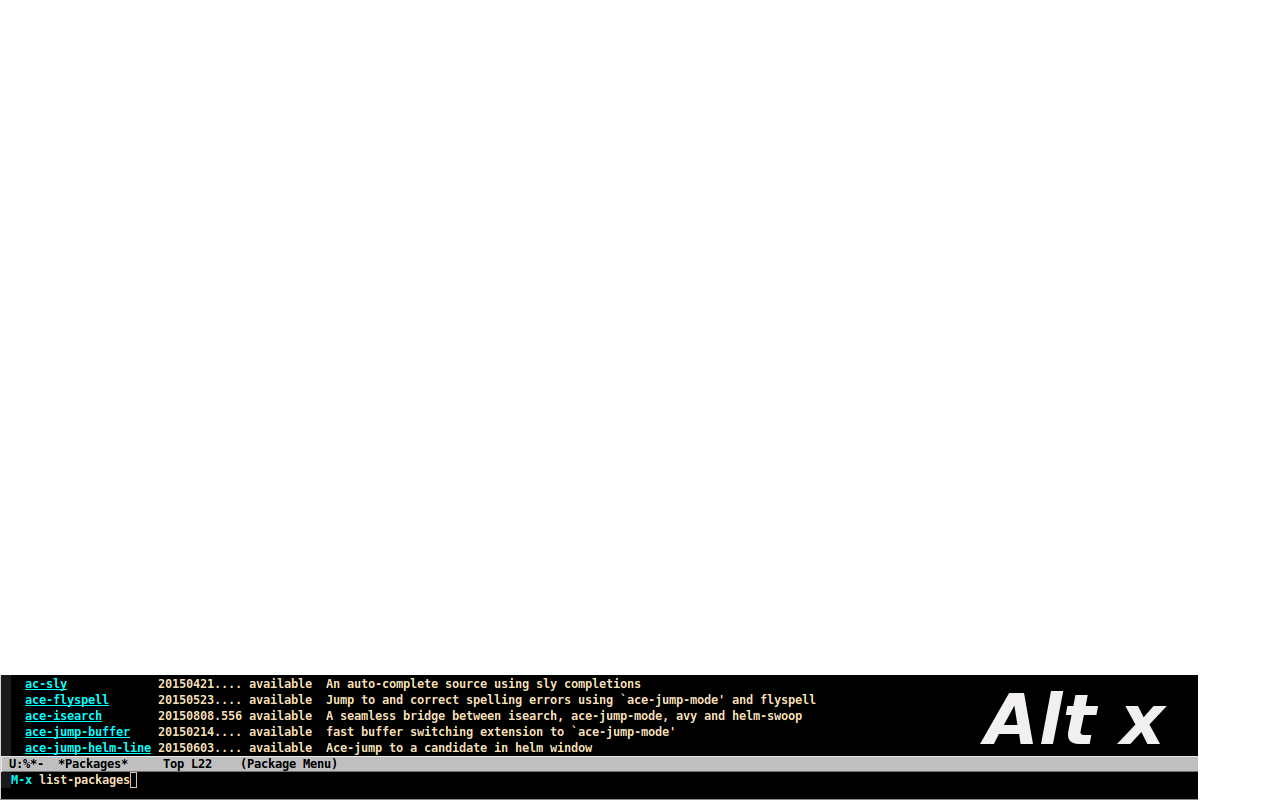 ac-sly 20150421.... available An auto-complete source using sly completions
ace-flyspell 20150523.... available Jump to and correct spelling errors using `ace-jump-mode' and flyspell
ace-isearch 20150808.556 available A seamless bridge between isearch, ace-jump-mode, avy and helm-swoop
ace-jump-buffer 20150214.... available fast buffer switching extension to `ace-jump-mode'
ace-jump-helm-line 20150603.... available Ace-jump to a candidate in helm window
Alt x
U:%*- *Packages* Top L22 (Package Menu)
M-x list-packages